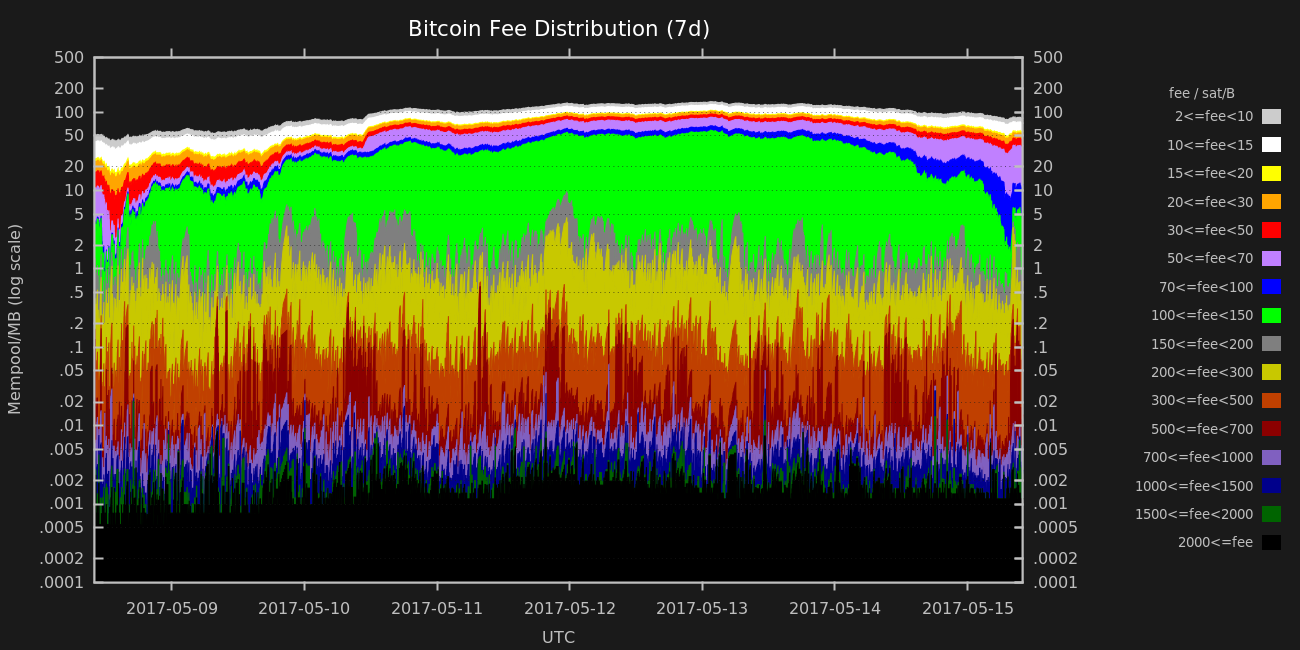 Bitcoin Fee Distribution (7d)
Mempool/MB (log scale)
500
200
100
50
20
10
5
2
1
.5
.2
.1
.05
.02
.01
.005
.002
.001
.0005
.0002
.0001
500
200
100
50
20
10
5
2
1
.5
.2
.1
.05
.02
.01
.005
.002
.001
.0005
.0002
.0001
2017-05-09 2017-05-10 2017-05-11 2017-05-12 2017-05-13 2017-05-14 2017-05-15
UTC
fee / sat/B
2<=fee<10
10<=fee<15
15<=fee<20
20<=fee<30
30<=fee<50
50<=fee<70
70<=fee<100
100<=fee<150
150<=fee<200
200<=fee<300
300<=fee<500
500<=fee<700
700<=fee<1000
1000<=fee<1500
1500<=fee<2000
2000<=fee